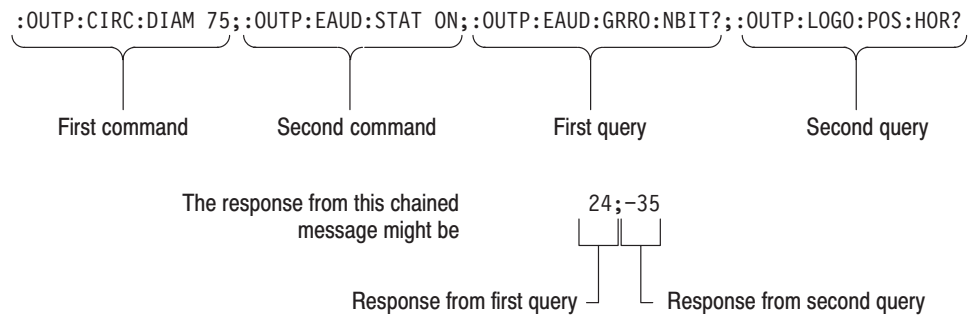 :OUTP:CIRC:DIAM 75;:OUTP:EAUD:STAT ON;:OUTP:EAUD:GRRO:NBIT?;:OUTP:LOGO:POS:HOR?
First command Second command First query Second query
The response from this chained
message might be
24;-35
Response from first query Response from second query